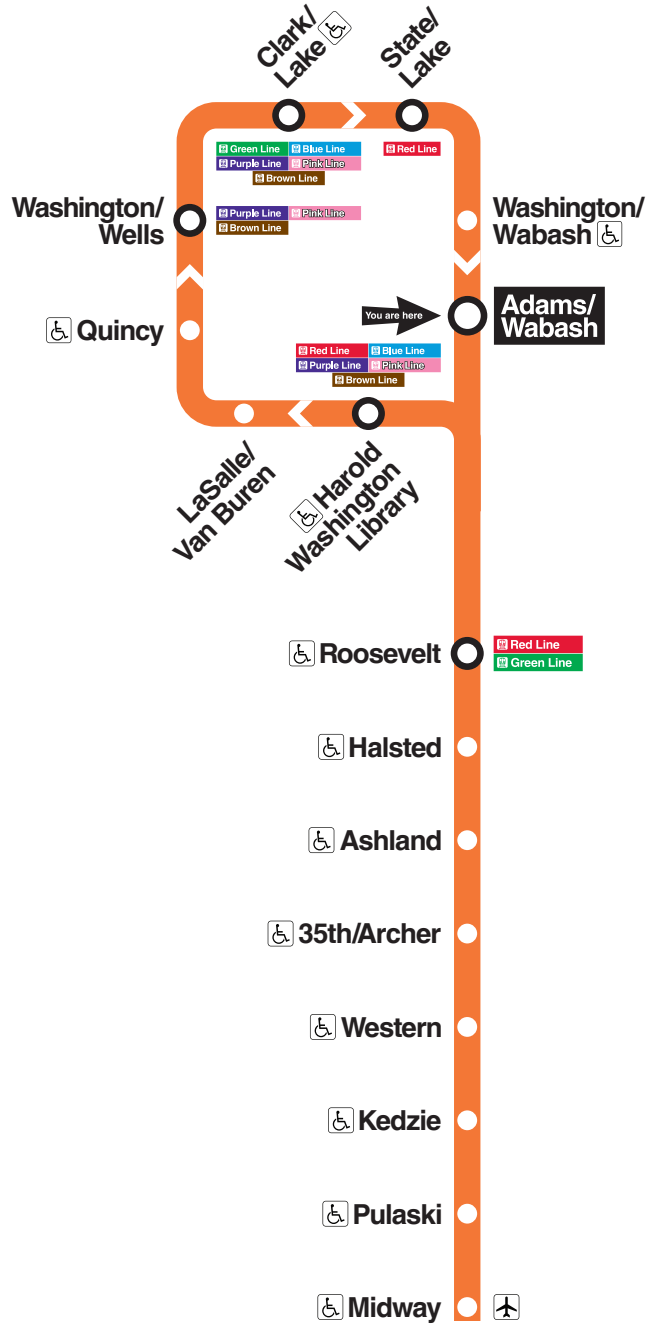 Clark/
Lake
State/
Lake
Green Line
Blue Line
Purple Line
Pink Line
Brown Line
Red Line
Washington/
Wells
Purple Line
Pink Line
Brown Line
Washington/
Wabash
You are here
Adams/
Wabash
Quincy
Red Line
Blue Line
Purple Line
Pink Line
Brown Line
LaSalle/
Van Buren
Harold
Washington
Library
Roosevelt
Red Line
Green Line
Halsted
Ashland
35th/Archer
Western
Kedzie
Pulaski
Midway